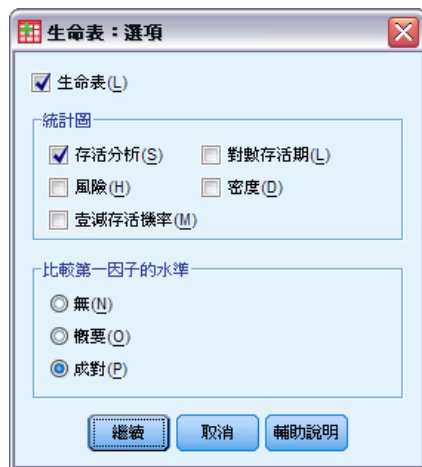 生命表：選項
生命表(L)
統計圖
存活分析(S) 對數存活期(L)
風險(H) 密度(D)
壹減存活機率(M)
比較第一因子的水準
無(N)
概要(O)
成對(P)
繼續 取消 輔助說明